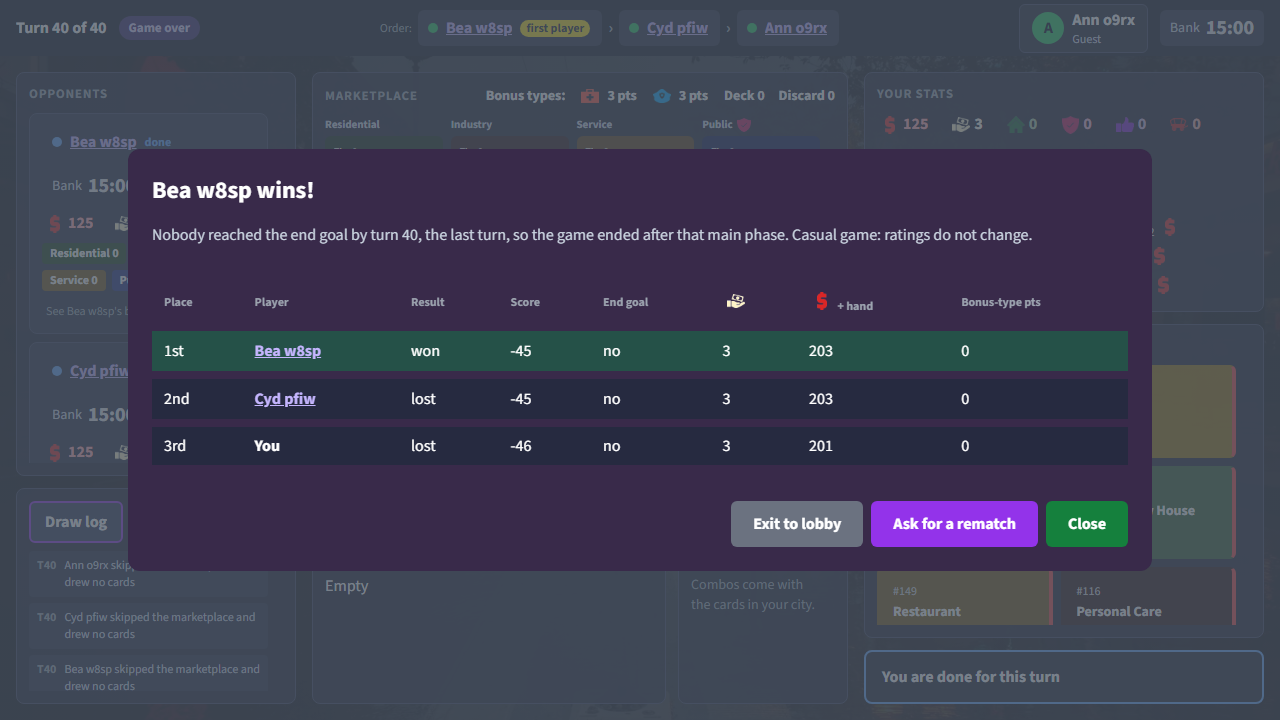 Turn 40 of 40 Game over
Order: Bea w8sp first player › Cyd pfiw › Ann o9rx
A Ann o9rx
Guest
Bank 15:00
OPPONENTS
Bea w8sp done
Bank 15:00
125
Residential 0
Service 0
See Bea w8sp's
Cyd pfiw
Bank 15:00
125
Draw log
T40 Ann o9rx
drew no cards
T40 Cyd pfiw skipped the marketplace and
drew no cards
T40 Bea w8sp skipped the marketplace and
drew no cards
MARKETPLACE Bonus types: 3 pts 3 pts Deck 0 Discard 0
Residential Industry Service Public
Empty
Combos come with
the cards in your city.
YOUR STATS
$ 125 3 0 0 0 0
House
#149
Restaurant
#116
Personal Care
You are done for this turn
Bea w8sp wins!
Nobody reached the end goal by turn 40, the last turn, so the game ended after that main phase. Casual game: ratings do not change.
Place Player Result Score End goal $ + hand Bonus-type pts
1st Bea w8sp won -45 no 3 203 0
2nd Cyd pfiw lost -45 no 3 203 0
3rd You lost -46 no 3 201 0
Exit to lobby Ask for a rematch Close